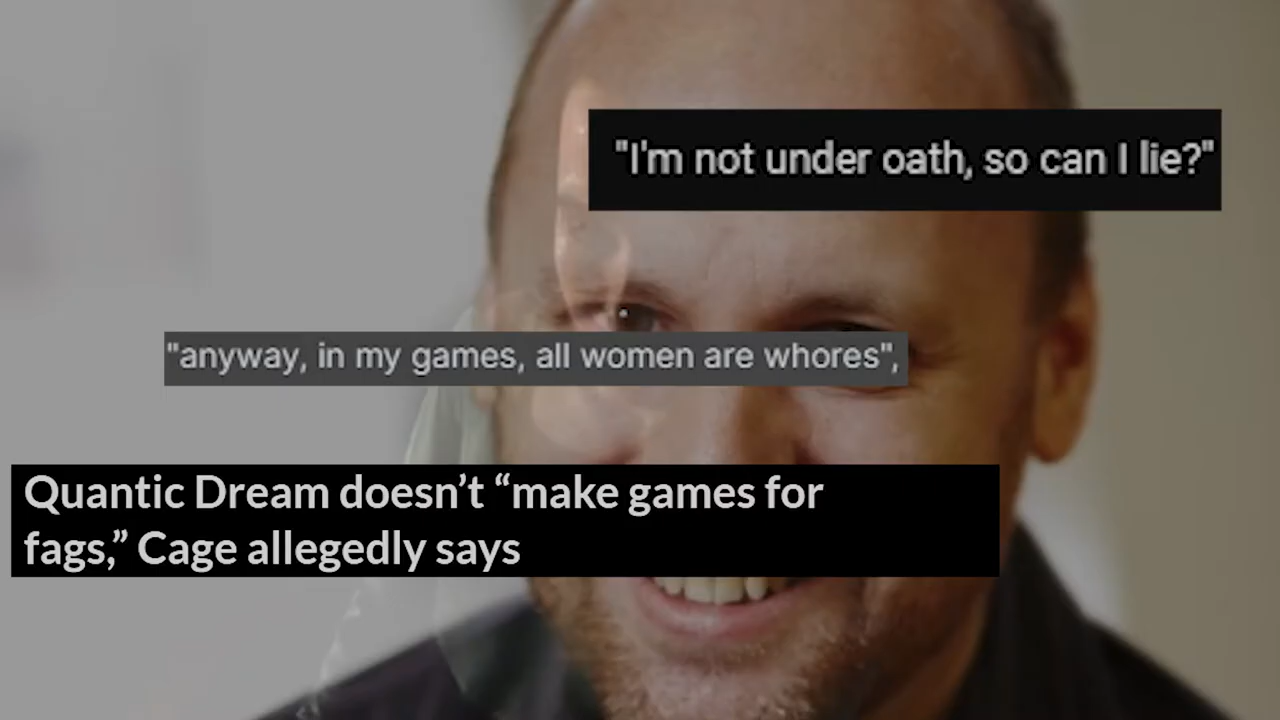 "I'm not under oath, so can I lie?"
"anyway, in my games, all women are whores",
Quantic Dream doesn’t “make games for
fags,” Cage allegedly says